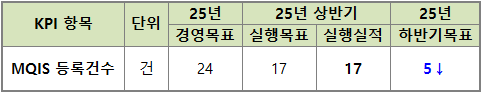 KPI 항목 단위 25년 25년 상반기 25년
경영목표 실행목표 실행실적 하반기목표
MQIS 등록건수 건 24 17 17 5↓